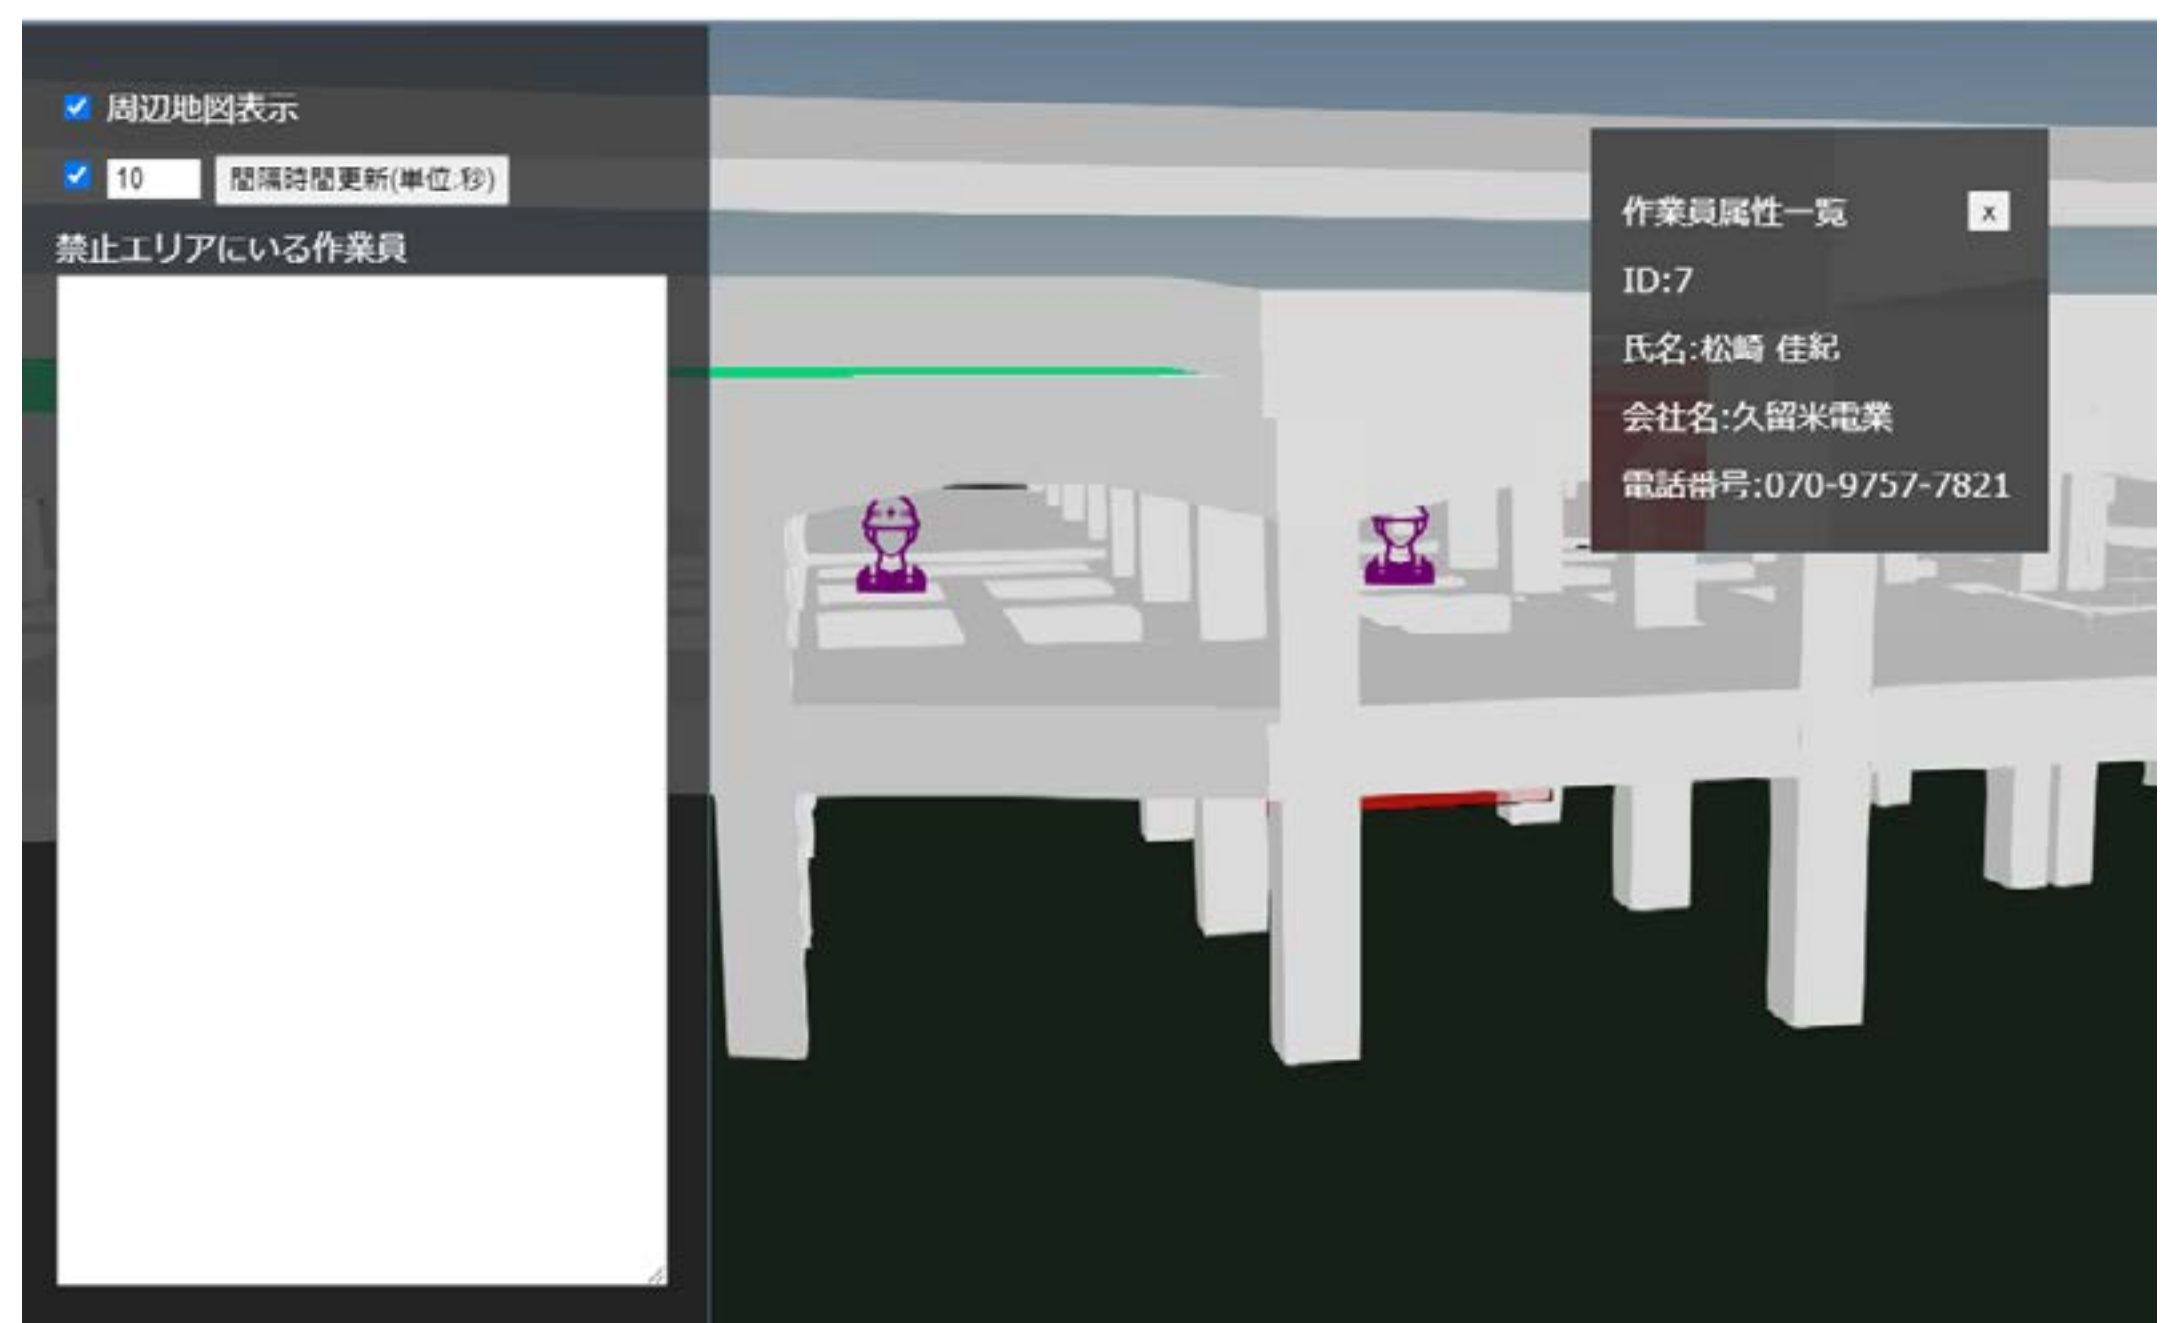 周辺地図表示
10 間隔時間更新(単位:秒)
禁止エリアにいる作業員
作業員属性一覧 x
ID:7
氏名:松崎 佳紀
会社名:久留米電業
電話番号:070-9757-7821